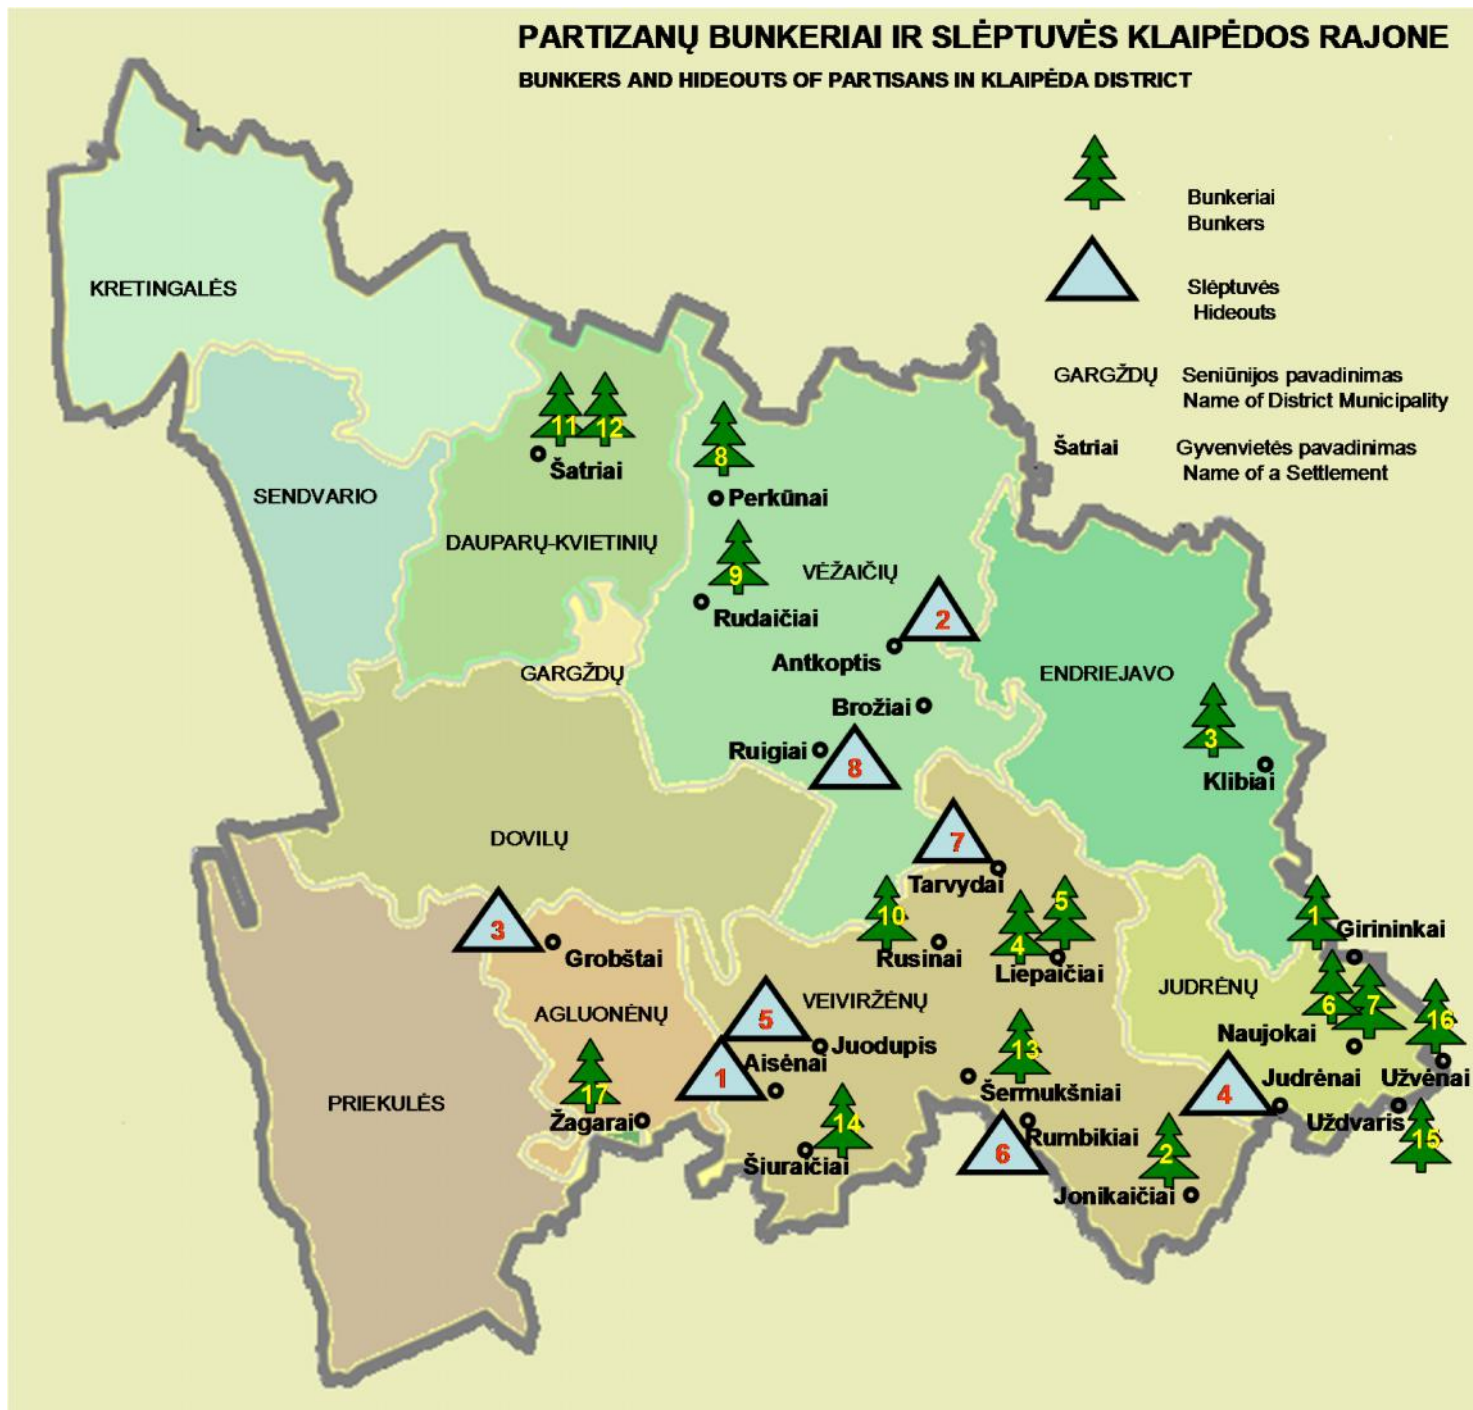 PARTIZANŲ BUNKERIAI IR SLĖPTUVĖS KLAIPĖDOS RAJONE
BUNKERS AND HIDEOUTS OF PARTISANS IN KLAIPĖDA DISTRICT
Bunkeriai
Bunkers
Slėptuvės
Hideouts
GARGŽDŲ Seniūnijos pavadinimas
Name of District Municipality
Šatriai Gyvenvietės pavadinimas
Name of a Settlement
KRETINGALĖS
SENDVARIO
11 12
Šatriai
DAUPARŲ-KVIETINIŲ
8
Perkūnai
9
VĖŽAIČIŲ
Rudaičiai
2
Antkoptis
GARGŽDŲ
ENDRIEJAVO
Brožiai
3
Ruigiai
8
Klibiai
DOVILŲ
7
Tarvydai
10
5
1
3
Girininkai
Grobštai
Rusinai
4
Liepaičiai
JUDRĖNŲ
AGLUONĖNŲ
VEIVIRŽĖNŲ
6 7
16
5
Juodupis
13
Naujokai
Aisėnai
1
Šermukšniai
4
Judrėnai
Užvėnai
PRIEKULĖS
17
Žagarai
14
Šiuraičiai
Rumbikiai
6
Uždvaris
15
2
Jonikaičiai